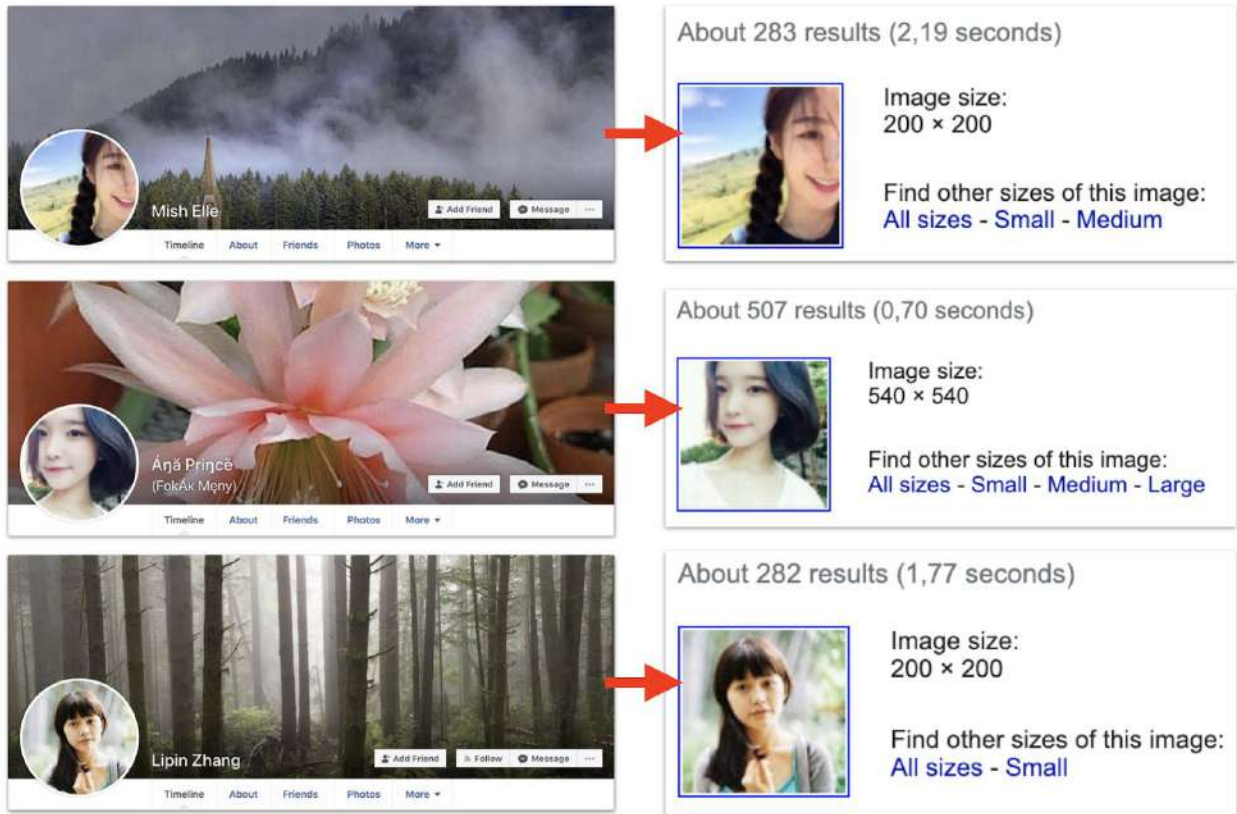 Mish Elle
Add Friend Message ...
Timeline About Friends Photos More
About 283 results (2,19 seconds)
Image size:
200 × 200
Find other sizes of this image:
All sizes - Small - Medium
Áŋă Priŋcĕ
(FokÁĸ Męny)
Add Friend Message ...
Timeline About Friends Photos More
About 507 results (0,70 seconds)
Image size:
540 × 540
Find other sizes of this image:
All sizes - Small - Medium - Large
Lipin Zhang
Add Friend Follow Message ...
Timeline About Friends Photos More
About 282 results (1,77 seconds)
Image size:
200 × 200
Find other sizes of this image:
All sizes - Small